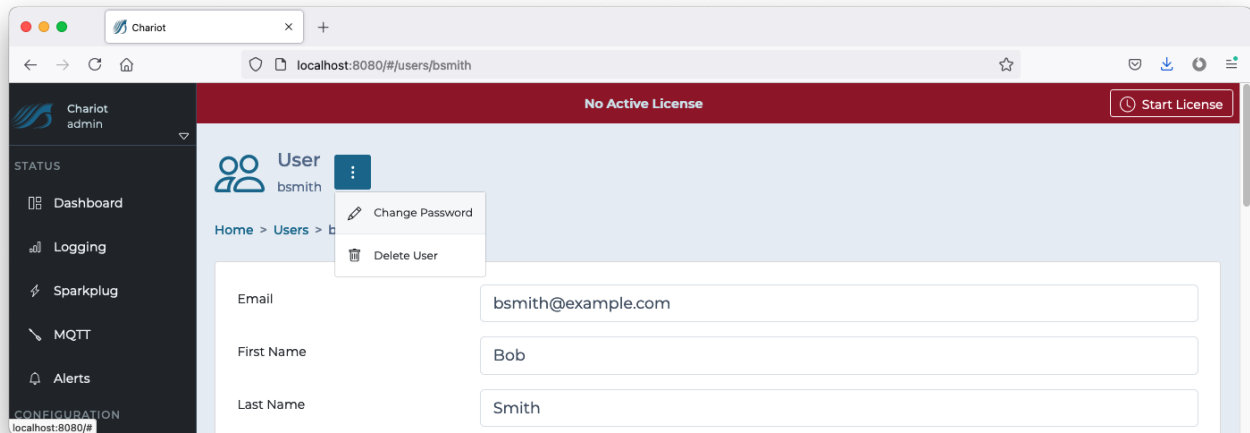 Chariot
localhost:8080/#/users/bsmith
Chariot
admin
No Active License
Start License
STATUS
Dashboard
Logging
Sparkplug
MQTT
Alerts
CONFIGURATION
localhost:8080/#
User
bsmith
Change Password
Delete User
Home > Users > b
Email
bsmith@example.com
First Name
Bob
Last Name
Smith